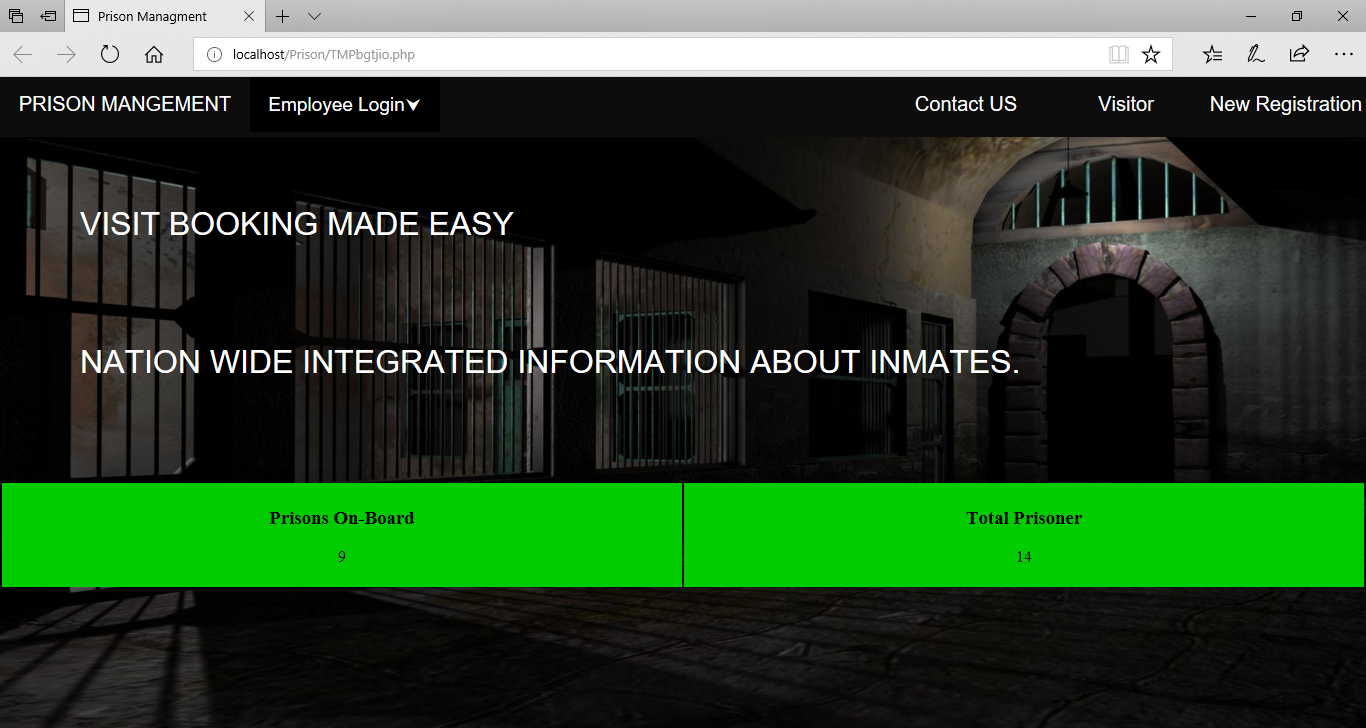 Prison Managment
localhost/Prison/TMPbgtjio.php
PRISON MANGEMENT Employee Login Contact US Visitor New Registration
VISIT BOOKING MADE EASY
NATION WIDE INTEGRATED INFORMATION ABOUT INMATES.
Prisons On-Board Total Prisoner
9 14